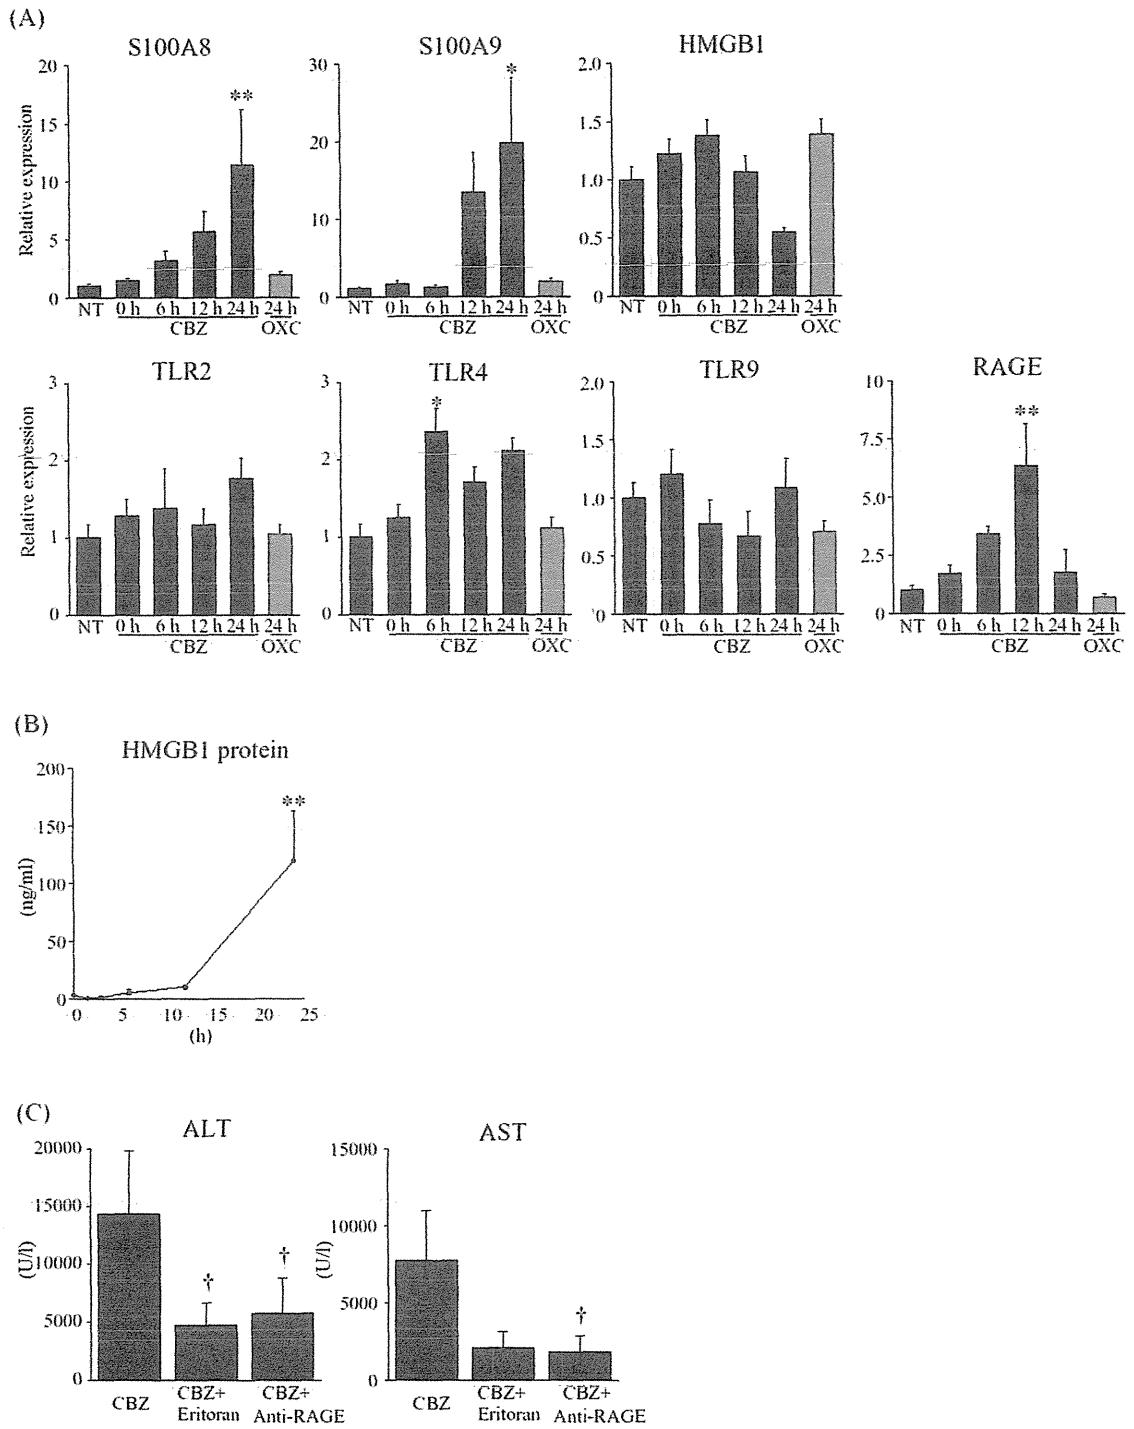 (A)
S100A8
S100A9
HMGB1
Relative expression
20
15
10
5
0
NT 0 h 6 h 12 h 24 h 24 h
CBZ OXC
30
20
10
0
NT 0 h 6 h 12 h 24 h 24 h
CBZ OXC
2.0
1.5
1.0
0.5
0
NT 0 h 6 h 12 h 24 h 24 h
CBZ OXC
**
*
TLR2
TLR4
TLR9
RAGE
Relative expression
3
2
1
0
NT 0 h 6 h 12 h 24 h 24 h
CBZ OXC
3
2
1
0
*
NT 0 h 6 h 12 h 24 h 24 h
CBZ OXC
2.0
1.5
1.0
0.5
0
NT 0 h 6 h 12 h 24 h 24 h
CBZ OXC
10
7.5
5.0
2.5
0
**
NT 0 h 6 h 12 h 24 h 24 h
CBZ OXC
(B)
HMGB1 protein
(ng/ml)
200
150
100
50
0
**
0 5 10 15 20 25
(h)
(C)
ALT
(U/l)
20000
15000
10000
5000
0
†
†
CBZ
CBZ+ Eritoran
CBZ+ Anti-RAGE
AST
(U/l)
15000
10000
5000
0
†
CBZ
CBZ+ Eritoran
CBZ+ Anti-RAGE